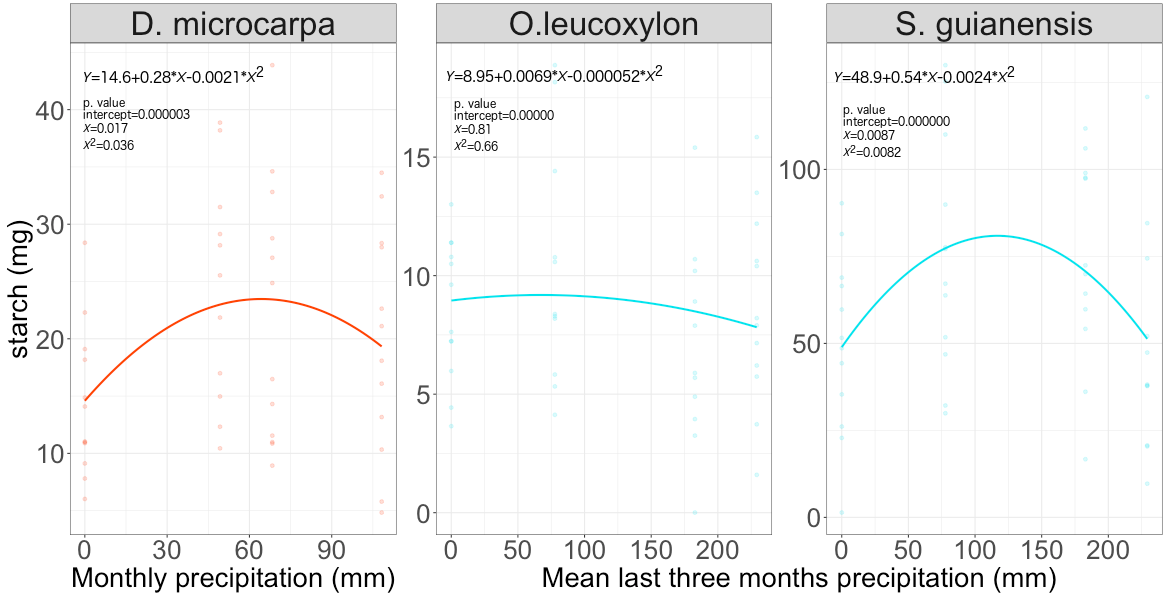 D. microcarpa
O.leucoxylon
S. guianensis
Y=14.6+0.28*X-0.0021*X²
p. value
intercept=0.000003
X=0.017
X²=0.036
Y=8.95+0.0069*X-0.000052*X²
p. value
intercept=0.00000
X=0.81
X²=0.66
Y=48.9+0.54*X-0.0024*X²
p. value
intercept=0.000000
X=0.0087
X²=0.0082
starch (mg)
40
30
20
10
15
10
5
0
100
50
0
0 30 60 90
0 50 100 150 200
0 50 100 150 200
Monthly precipitation (mm)
Mean last three months precipitation (mm)